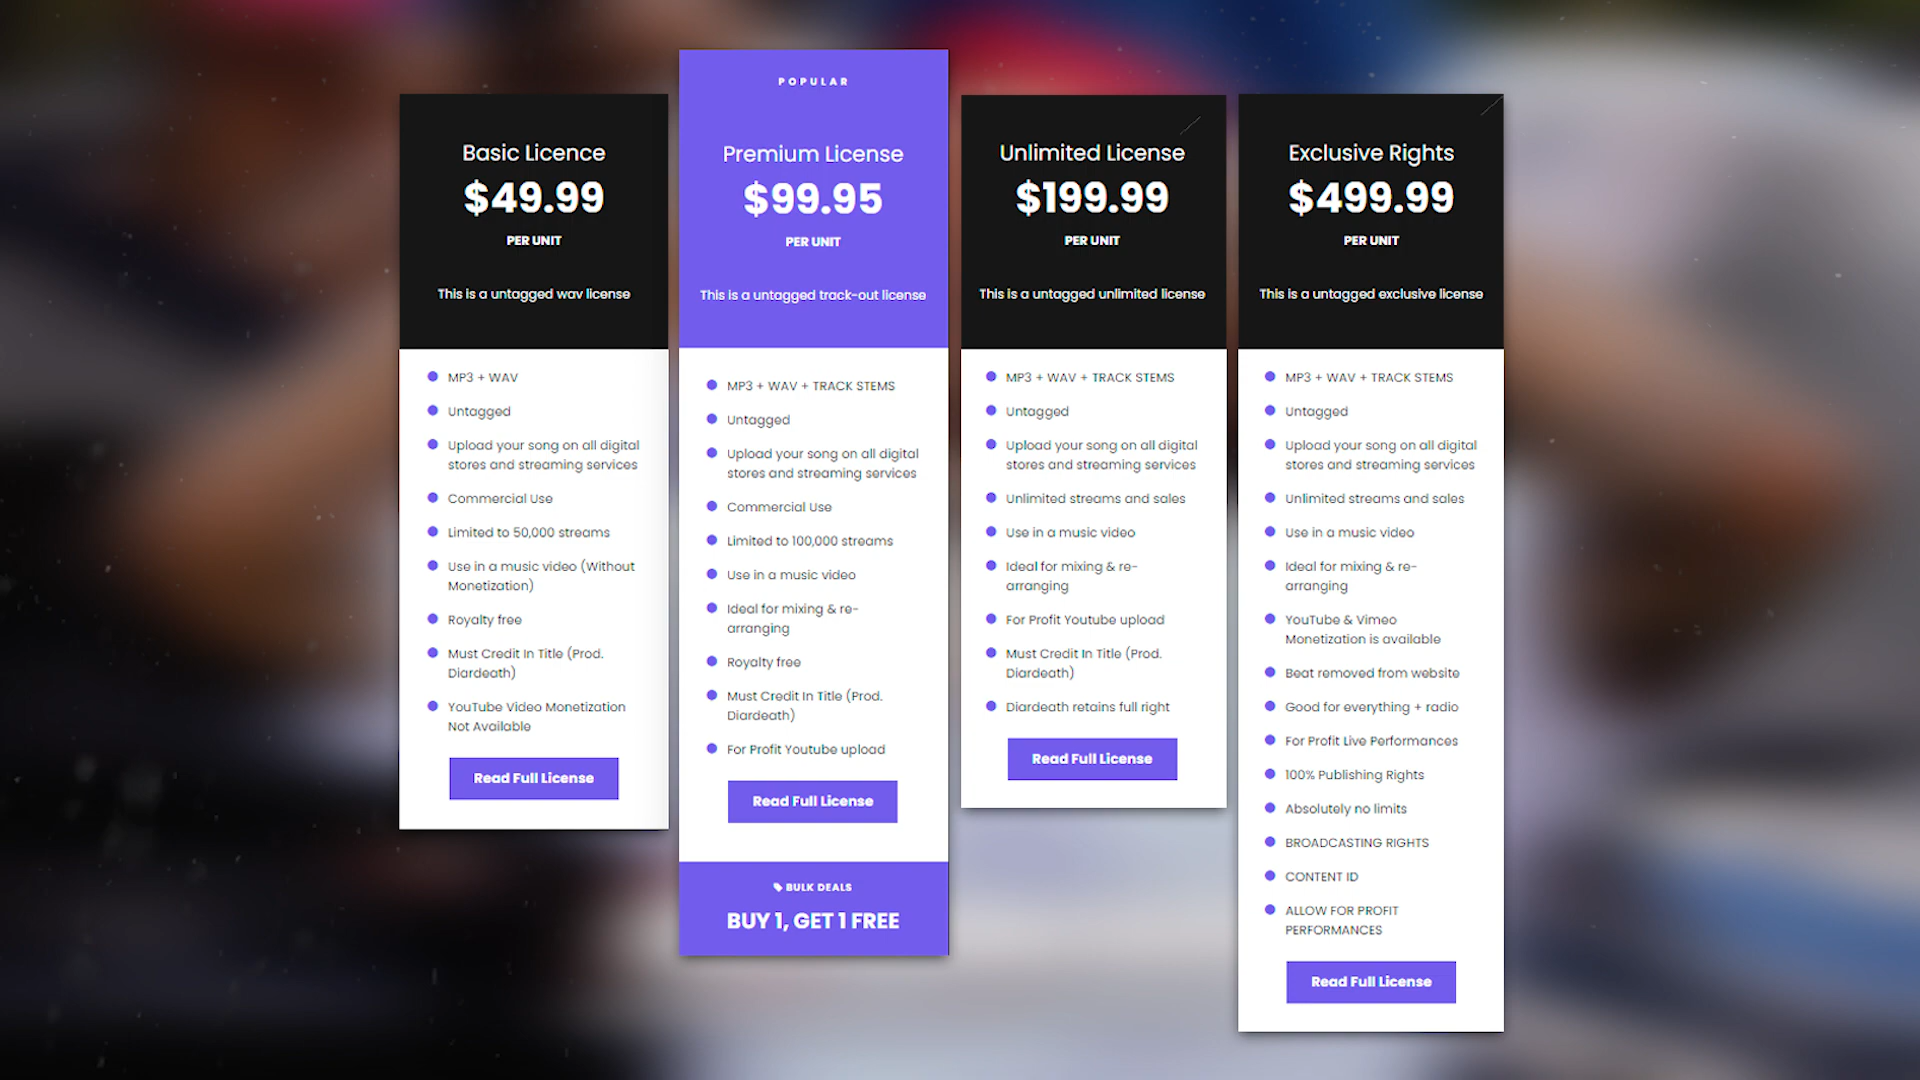 Basic Licence
$49.99
PER UNIT
This is a untagged wav license
MP3 + WAV
Untagged
Upload your song on all digital
stores and streaming services
Commercial Use
Limited to 50,000 streams
Use in a music video (Without
Monetization)
Royalty free
Must Credit In Title (Prod.
Diardeath)
YouTube Video Monetization
Not Available
Read Full License
POPULAR
Premium License
$99.95
PER UNIT
This is a untagged track-out license
MP3 + WAV + TRACK STEMS
Untagged
Upload your song on all digital
stores and streaming services
Commercial Use
Limited to 100,000 streams
Use in a music video
Ideal for mixing & re-
arranging
Royalty free
Must Credit In Title (Prod.
Diardeath)
For Profit Youtube upload
Read Full License
BULK DEALS
BUY 1, GET 1 FREE
Unlimited License
$199.99
PER UNIT
This is a untagged unlimited license
MP3 + WAV + TRACK STEMS
Untagged
Upload your song on all digital
stores and streaming services
Unlimited streams and sales
Use in a music video
Ideal for mixing & re-
arranging
For Profit Youtube upload
Must Credit In Title (Prod.
Diardeath)
Diardeath retains full right
Read Full License
Exclusive Rights
$499.99
PER UNIT
This is a untagged exclusive license
MP3 + WAV + TRACK STEMS
Untagged
Upload your song on all digital
stores and streaming services
Unlimited streams and sales
Use in a music video
Ideal for mixing & re-
arranging
YouTube & Vimeo
Monetization is available
Beat removed from website
Good for everything + radio
For Profit Live Performances
100% Publishing Rights
Absolutely no limits
BROADCASTING RIGHTS
CONTENT ID
ALLOW FOR PROFIT
PERFORMANCES
Read Full License